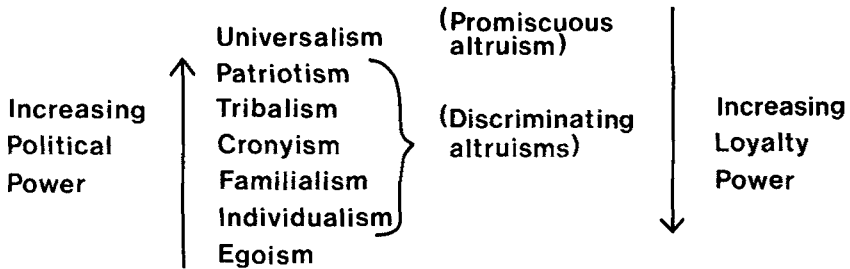 Increasing
Political
Power
Universalism
Patriotism
Tribalism
Cronyism
Familialism
Individualism
Egoism
(Promiscuous
altruism)
(Discriminating
altruisms)
Increasing
Loyalty
Power